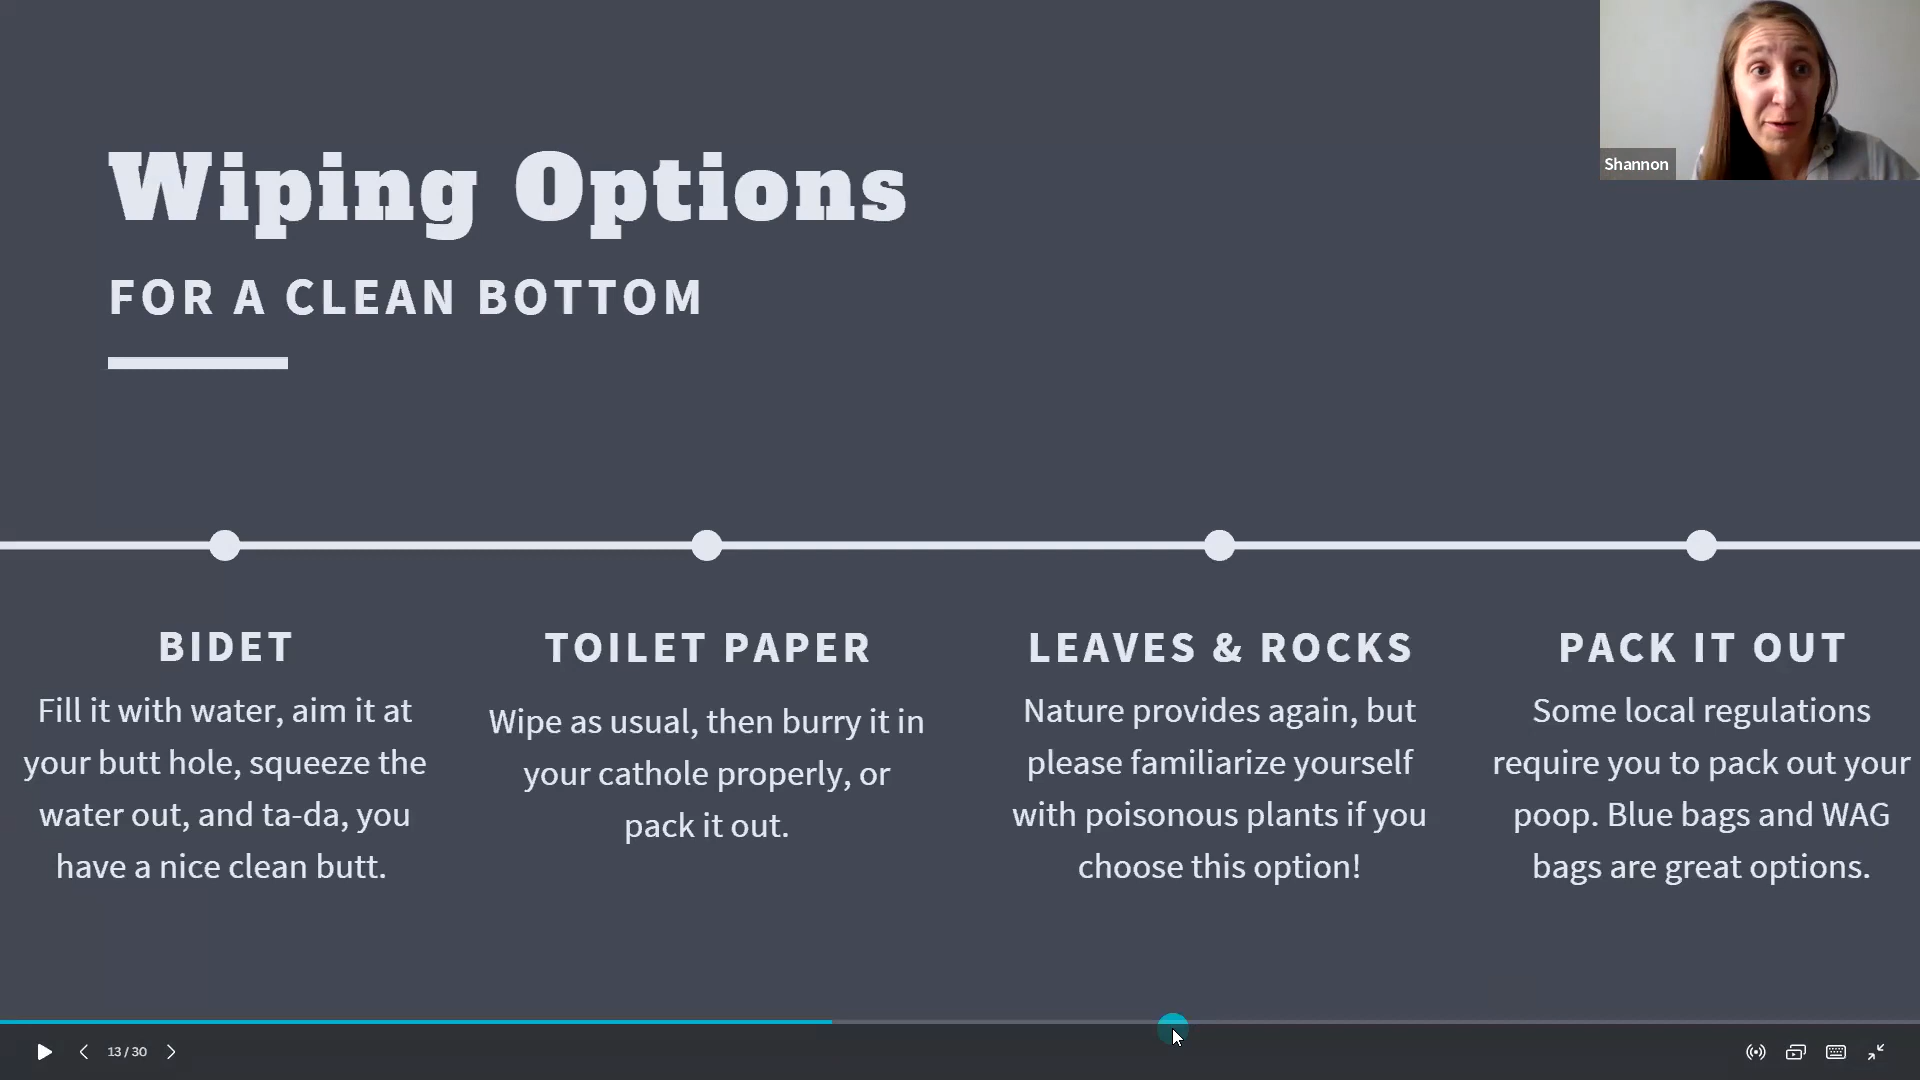 Shannon
Wiping Options
FOR A CLEAN BOTTOM
BIDET
Fill it with water, aim it at
your butt hole, squeeze the
water out, and ta-da, you
have a nice clean butt.
TOILET PAPER
Wipe as usual, then burry it in
your cathole properly, or
pack it out.
LEAVES & ROCKS
Nature provides again, but
please familiarize yourself
with poisonous plants if you
choose this option!
PACK IT OUT
Some local regulations
require you to pack out your
poop. Blue bags and WAG
bags are great options.
13 / 30